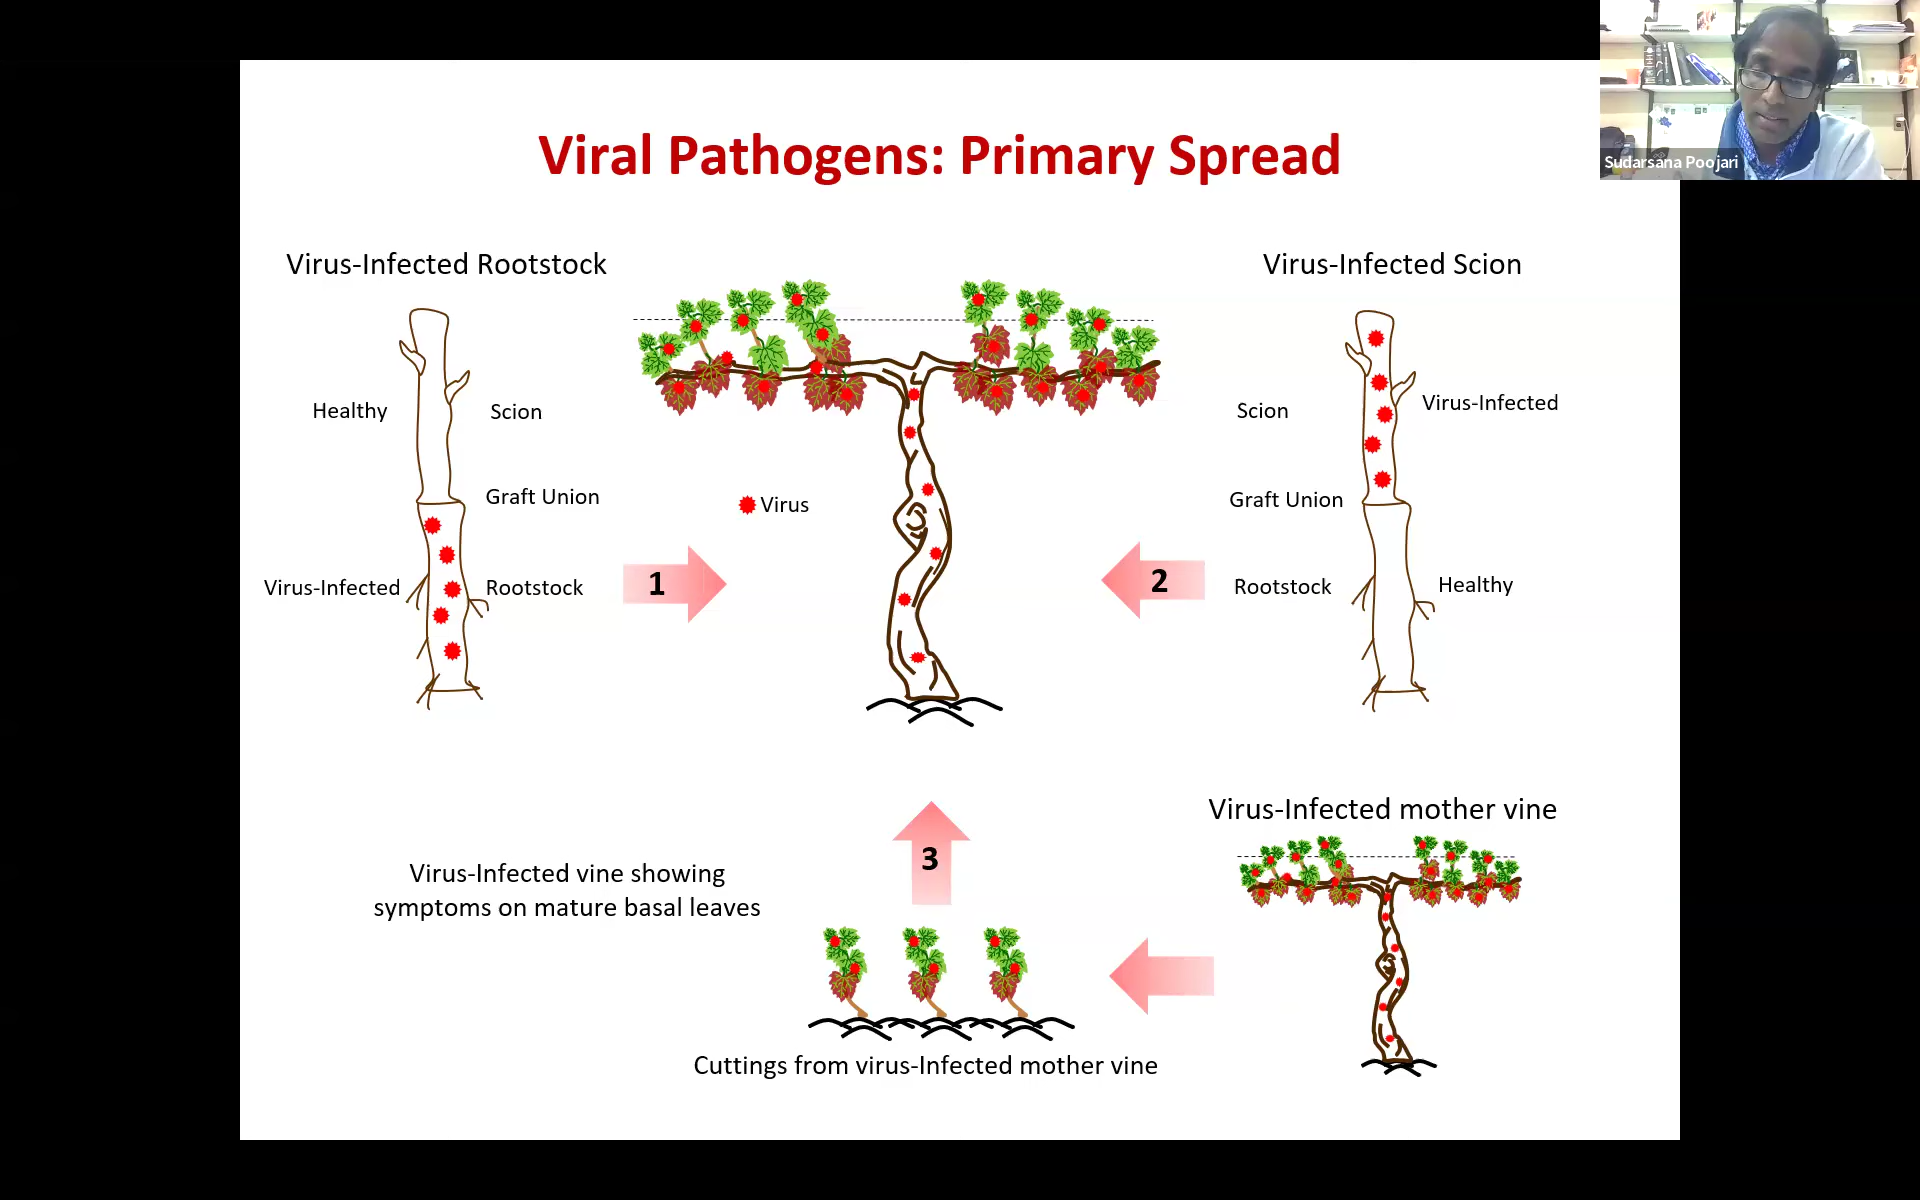 Viral Pathogens: Primary Spread
Sudarsana Poojari
Virus-Infected Rootstock
Virus-Infected Scion
Healthy
Scion
Scion
Virus-Infected
Graft Union
Virus
Graft Union
Virus-Infected
Rootstock
1
2
Rootstock
Healthy
Virus-Infected mother vine
3
Virus-Infected vine showing
symptoms on mature basal leaves
Cuttings from virus-Infected mother vine